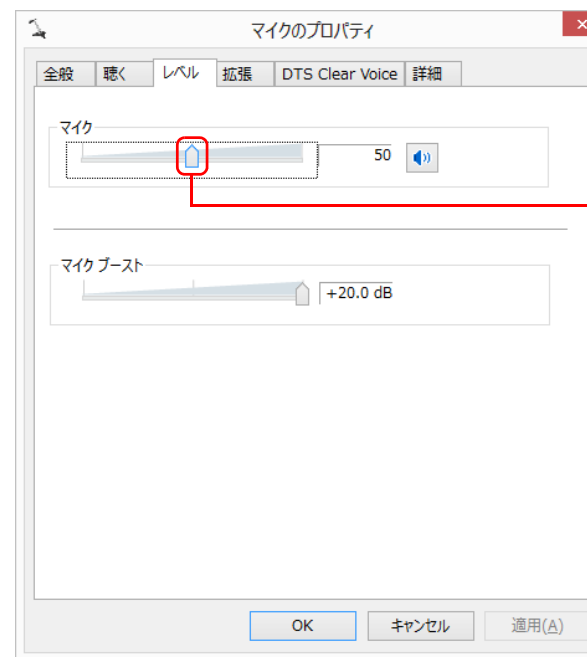 マイクのプロパティ
全般 聴く レベル 拡張 DTS Clear Voice 詳細
マイク
50
マイク ブースト
+20.0 dB
OK キャンセル 適用(A)